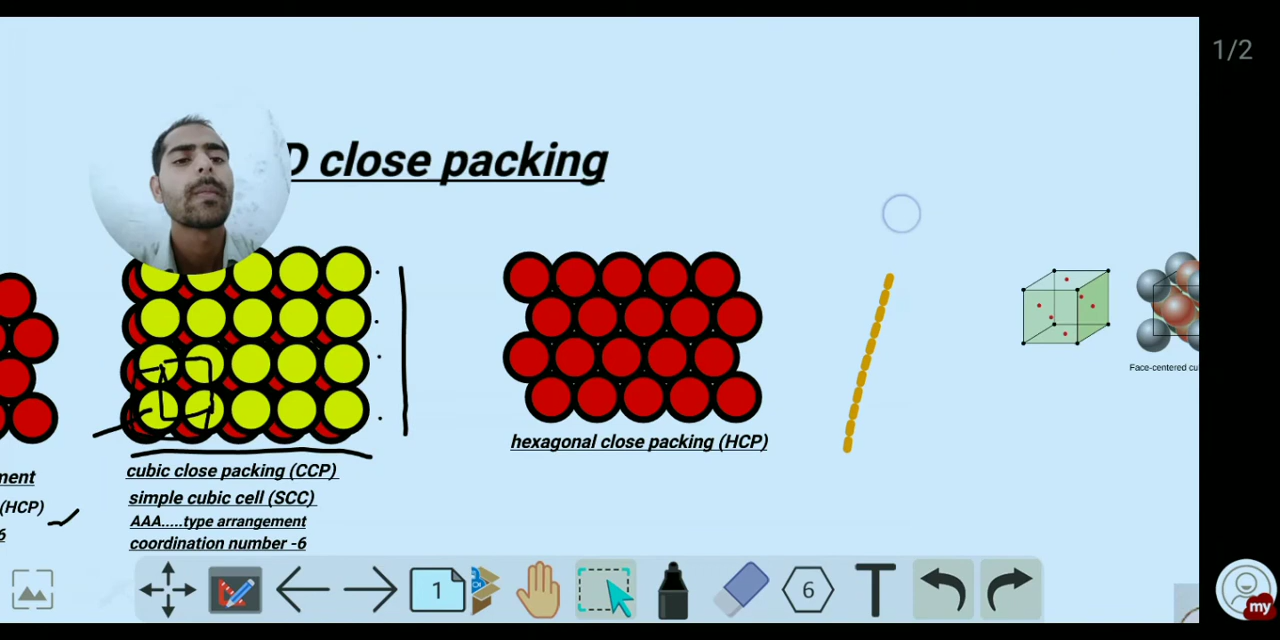 D close packing
1/2
Face-centered cu
hexagonal close packing (HCP)
cubic close packing (CCP)
simple cubic cell (SCC)
AAA.....type arrangement
coordination number -6
ment
(HCP)
6
1
6
T
my